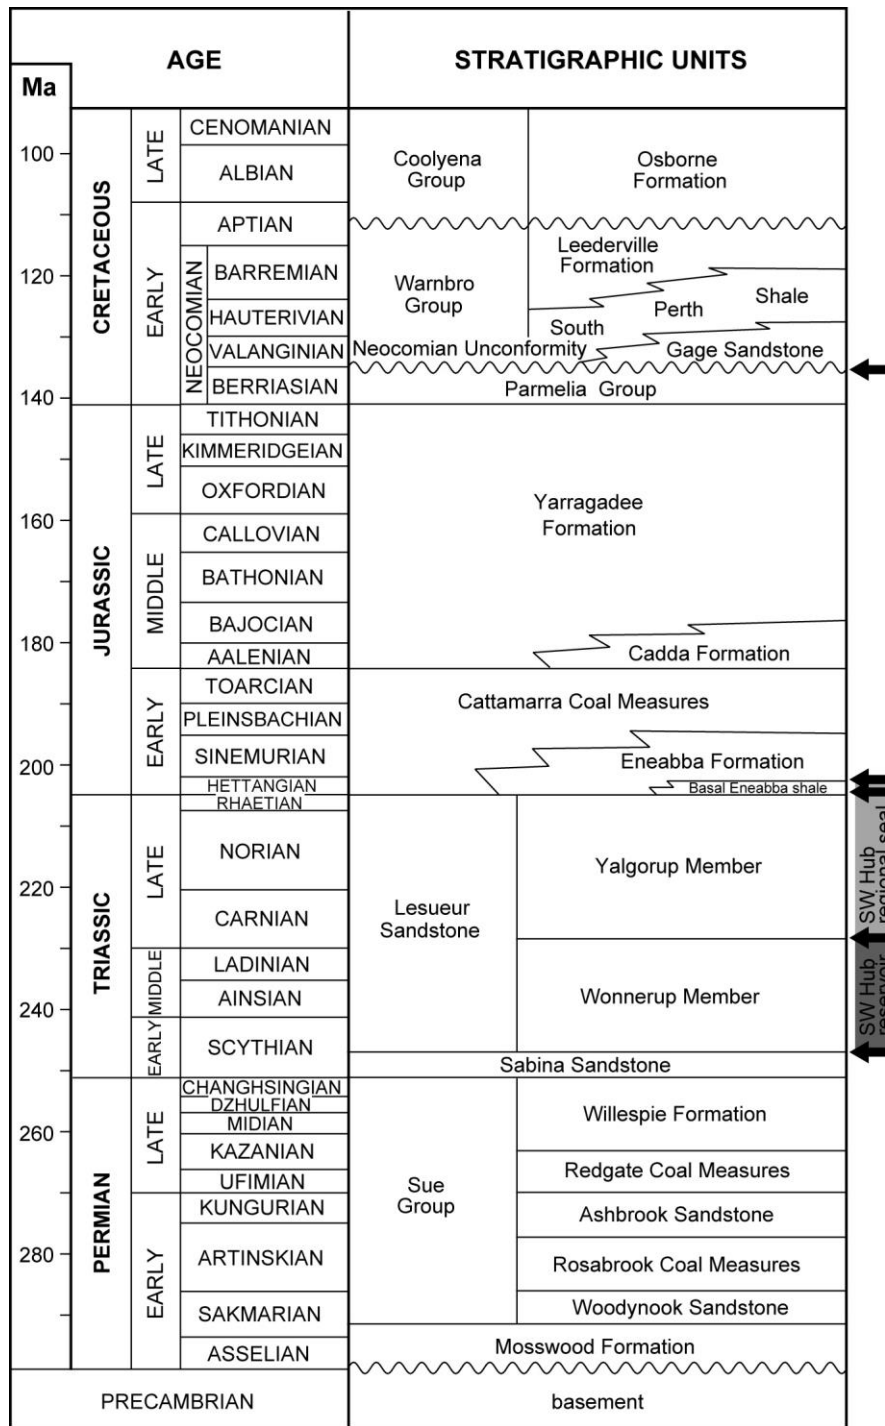 AGE
STRATIGRAPHIC UNITS
Ma
100
120
140
160
180
200
220
240
260
280
CRETACEOUS
JURASSIC
TRIASSIC
PERMIAN
LATE
EARLY
LATE
MIDDLE
EARLY
LATE
MIDDLE
EARLY
LATE
EARLY
NEOCOMIAN
CENOMANIAN
ALBIAN
APTIAN
BARREMIAN
HAUTERIVIAN
VALANGINIAN
BERRIASIAN
TITHONIAN
KIMMERIDGEIAN
OXFORDIAN
CALLOVIAN
BATHONIAN
BAJOCIAN
AALENIAN
TOARCIAN
PLEINSBACHIAN
SINEMURIAN
HETTANGIAN
RHAETIAN
NORIAN
CARNIAN
LADINIAN
AINSIAN
SCYTHIAN
CHANGHSINGIAN
DZHULFIAN
MIDIAN
KAZANIAN
UFIMIAN
KUNGURIAN
ARTINSKIAN
SAKMARIAN
ASSELIAN
PRECAMBRIAN
Coolyena
Group
Osborne
Formation
Warnbro
Group
Leederville
Formation
South Perth Shale
Neocomian Unconformity
Gage Sandstone
Parmelia Group
Yarragadee
Formation
Cadda Formation
Cattamarra Coal Measures
Eneabba Formation
Basal Eneabba shale
Lesueur
Sandstone
Yalgorup Member
Wonnerup Member
Sabina Sandstone
Sue
Group
Willespie Formation
Redgate Coal Measures
Ashbrook Sandstone
Rosabrook Coal Measures
Woodynook Sandstone
Mosswood Formation
basement
SW Hub
regional seal
SW Hub
reservoir